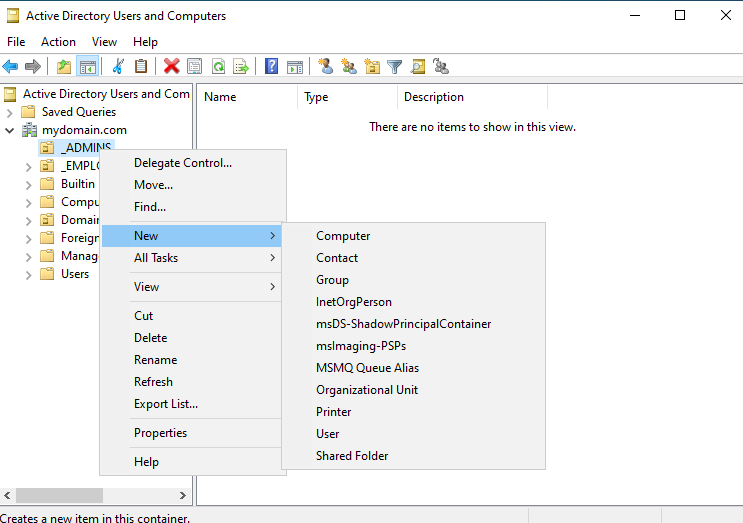 Active Directory Users and Computers
File Action View Help
Active Directory Users and Com
Saved Queries
mydomain.com
_ADMINS
_EMPLO
Builtin
Compu
Domain
Foreign
Manag
Users
Name Type Description
There are no items to show in this view.
Delegate Control...
Move...
Find...
New
All Tasks
View
Cut
Delete
Rename
Refresh
Export List...
Properties
Help
Computer
Contact
Group
InetOrgPerson
msDS-ShadowPrincipalContainer
msImaging-PSPs
MSMQ Queue Alias
Organizational Unit
Printer
User
Shared Folder
Creates a new item in this container.